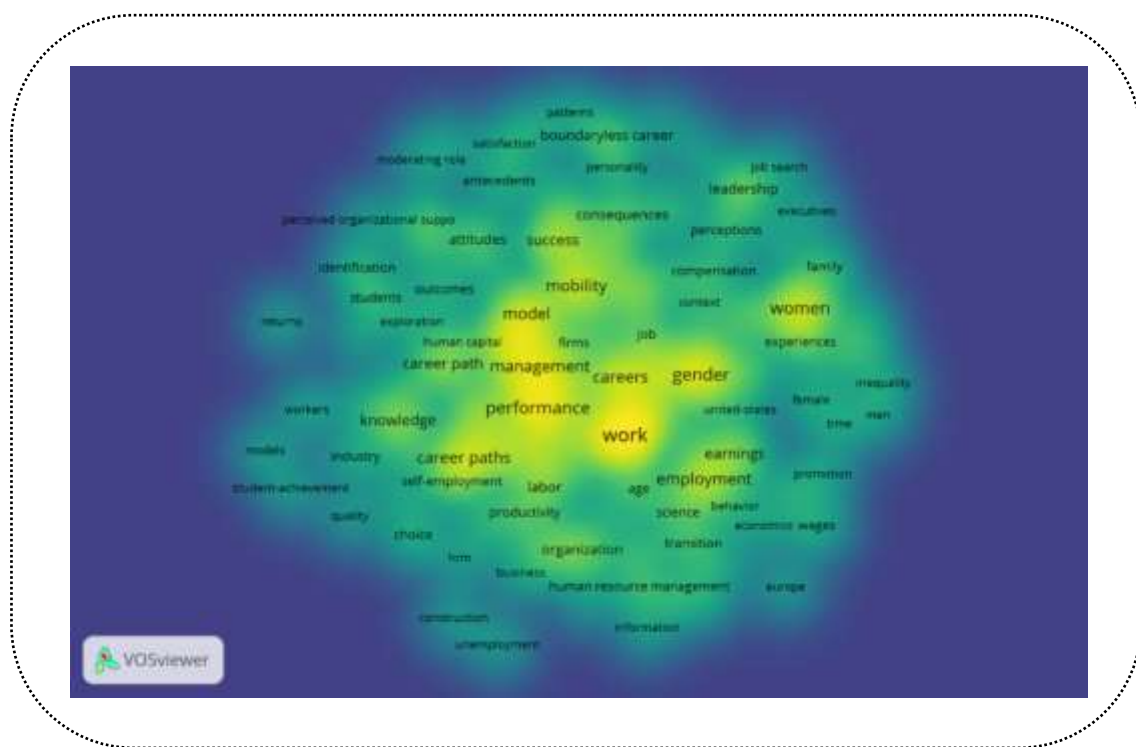 patterns
boundaryless career
satisfaction
moderating role
personality
job search
antecedents
leadership
executives
consequences
perceived organizational suppo
perceptions
attitudes
success
identification
compensation
family
mobility
outcomes
students
context
women
model
returns
exploration
job
human capital
firms
experiences
career path
management
careers
gender
inequality
female
workers
performance
united-states
man
knowledge
time
work
models
industry
career paths
earnings
self-employment
employment
promotion
student-achievement
labor
age
behavior
quality
productivity
science
economics
wages
choice
organization
transition
firm
business
human resource management
europe
construction
information
unemployment
VOSviewer